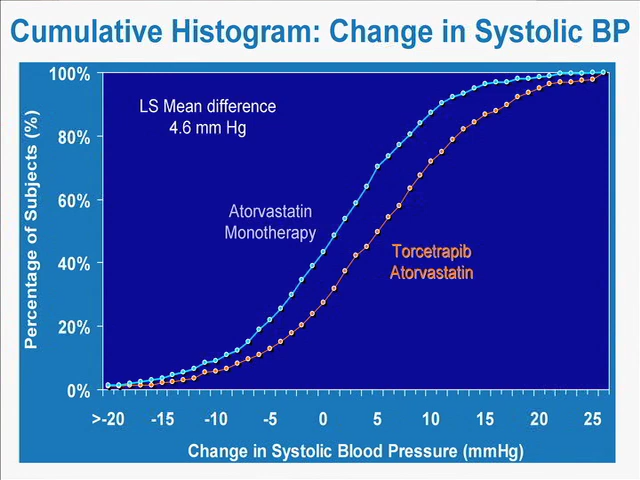 Cumulative Histogram: Change in Systolic BP
100%
80%
60%
40%
20%
0%
Percentage of Subjects (%)
LS Mean difference
4.6 mm Hg
Atorvastatin
Monotherapy
Torcetrapib
Atorvastatin
>-20 -15 -10 -5 0 5 10 15 20 25
Change in Systolic Blood Pressure (mmHg)